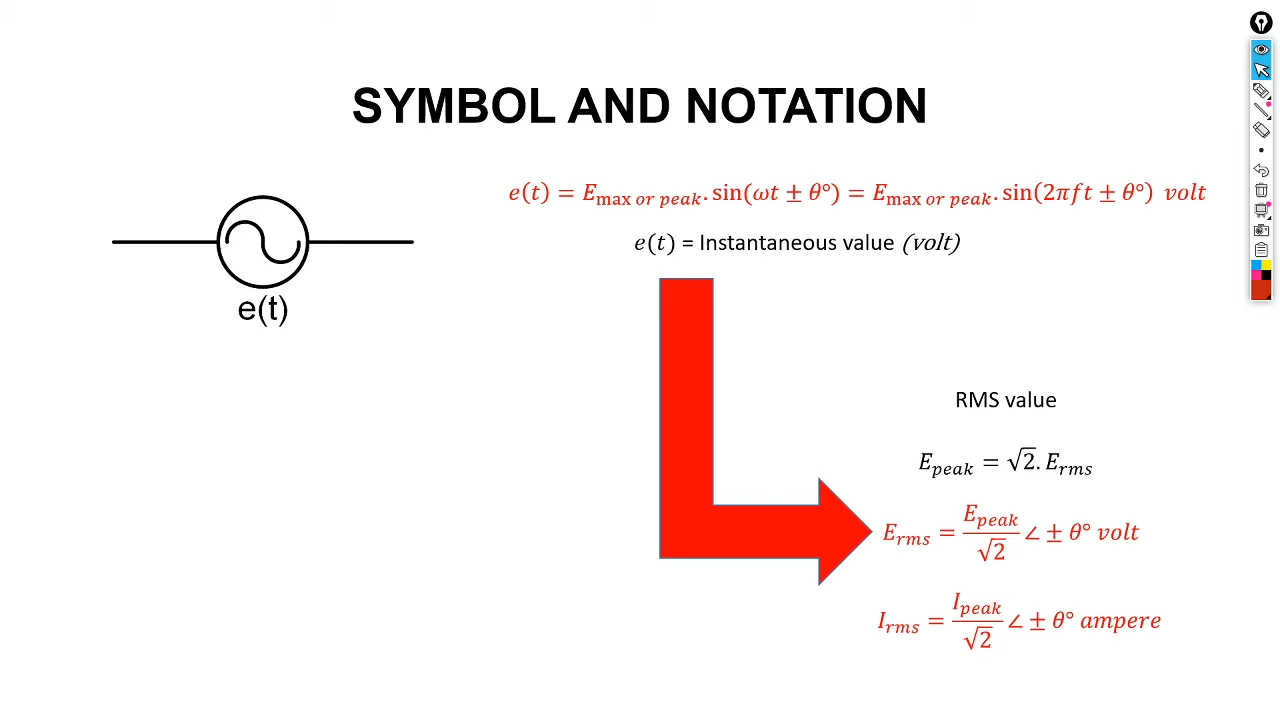 SYMBOL AND NOTATION
e(t) = E_max or peak. sin(ωt ± θ°) = E_max or peak. sin(2πft ± θ°) volt
e(t) = Instantaneous value (volt)
e(t)
RMS value
E_peak = √2. E_rms
E_rms = E_peak/√2 ∠ ± θ° volt
I_rms = I_peak/√2 ∠ ± θ° ampere